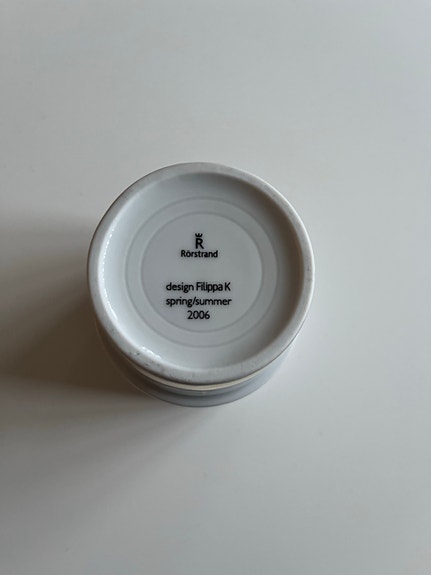 R
Rörstrand
design Filippa K
spring/summer
2006